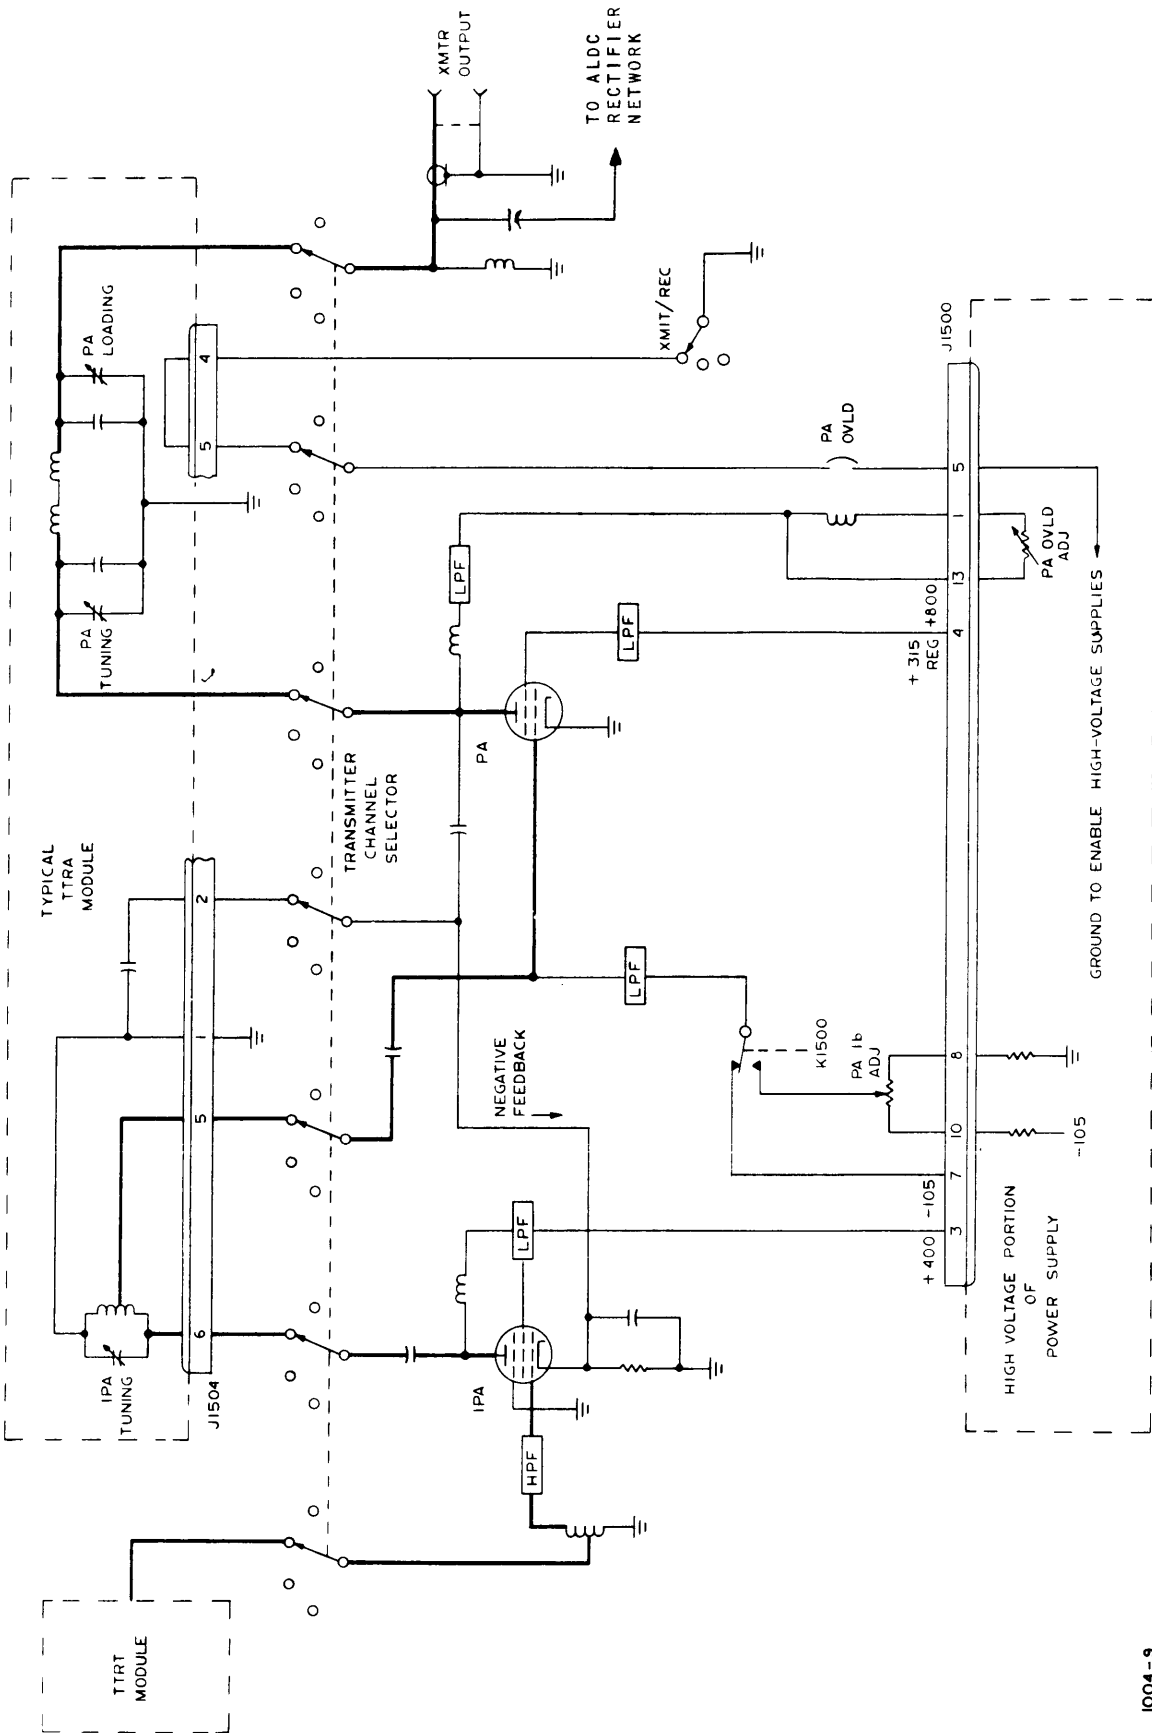 TTRT
MODULE
TYPICAL
TTRA
MODULE
IPA
TUNING
PA
TUNING
PA
LOADING
J1504
6
5
1
2
5
4
TRANSMITTER
CHANNEL
SELECTOR
XMTR
OUTPUT
TO ALDC
RECTIFIER
NETWORK
HPF
IPA
LPF
NEGATIVE
FEEDBACK
PA
LPF
LPF
LPF
XMIT/REC
K1500
PA Ib
ADJ
PA
OVLD
+400
-105
+315
REG
+800
J1500
3
7
10
8
4
13
1
5
-105
PA OVLD
ADJ
HIGH VOLTAGE PORTION
OF
POWER SUPPLY
GROUND TO ENABLE HIGH-VOLTAGE SUPPLIES
1004-9